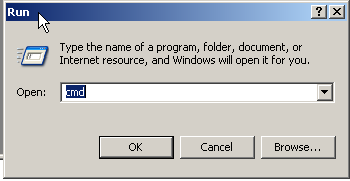 Run
Type the name of a program, folder, document, or
Internet resource, and Windows will open it for you.
Open: cmd
OK Cancel Browse...